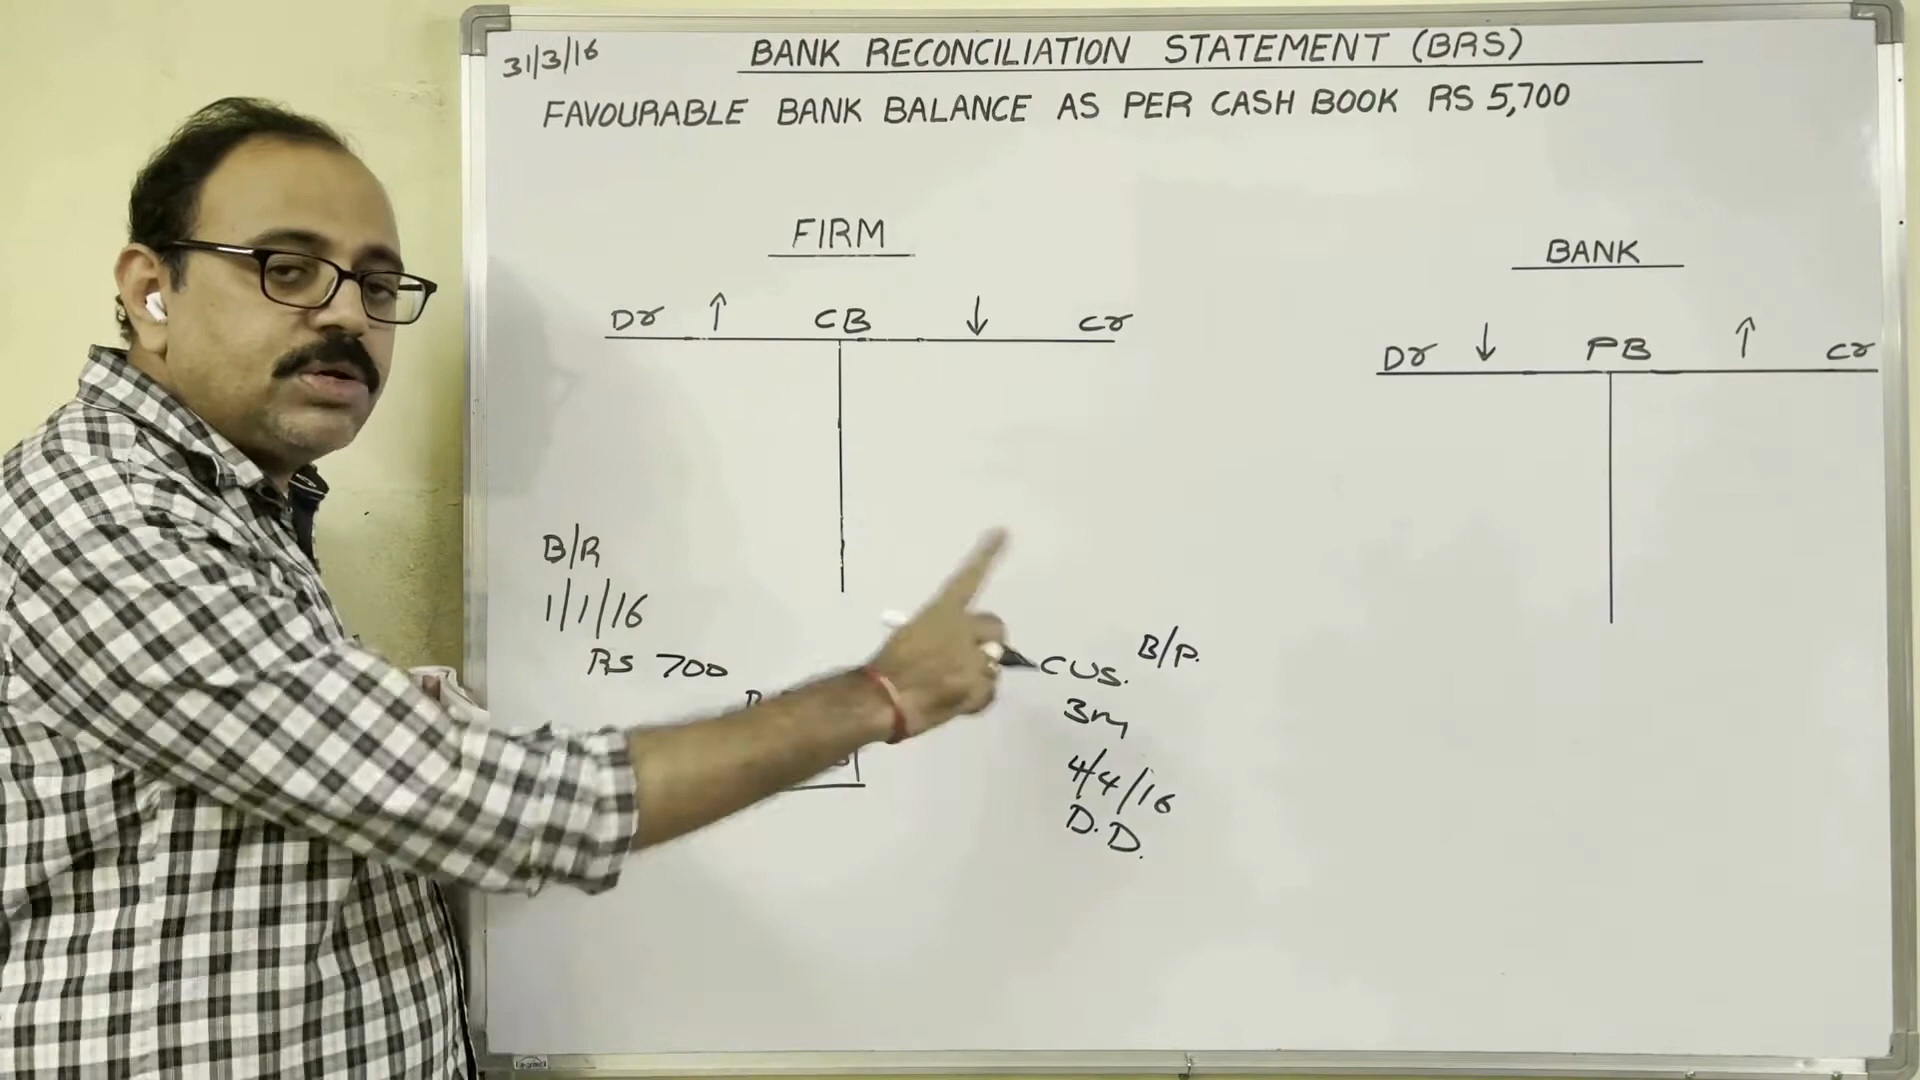 31/3/16
BANK RECONCILIATION STATEMENT (BRS)
FAVOURABLE BANK BALANCE AS PER CASH BOOK RS 5,700
FIRM
Dr ↑ CB ↓ Cr
BANK
Dr ↓ PB ↑ Cr
B/R
1/1/16
RS 700
CUS. B/P.
3m
4/4/16
D.D.